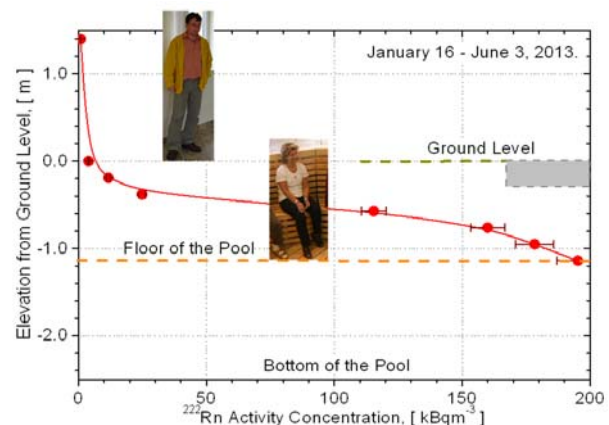 January 16 - June 3, 2013.
Elevation from Ground Level, [ m ]
1.0
0.0
-1.0
-2.0
Ground Level
Floor of the Pool
Bottom of the Pool
0
50
100
150
200
²²²Rn Activity Concentration, [ kBqm⁻³ ]